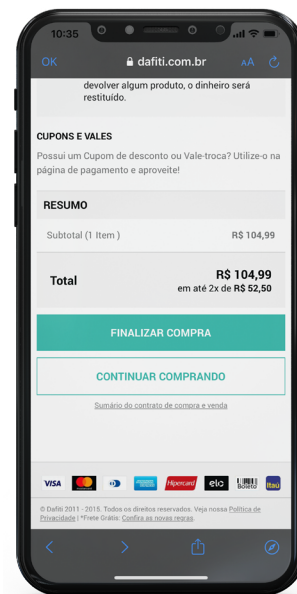 10:35
OK
dafiti.com.br
AA
devolver algum produto, o dinheiro será
restituído.
CUPONS E VALES
Possui um Cupom de desconto ou Vale-troca? Utilize-o na
página de pagamento e aproveite!
RESUMO
Subtotal (1 Item ) R$ 104,99
Total R$ 104,99
em até 2x de R$ 52,50
FINALIZAR COMPRA
CONTINUAR COMPRANDO
Sumário do contrato de compra e venda
VISA
Hipercard
elo
Boleto
Itaú
© Dafiti 2011 - 2015. Todos os direitos reservados. Veja nossa Política de
Privacidade | *Frete Grátis: Confira as novas regras.